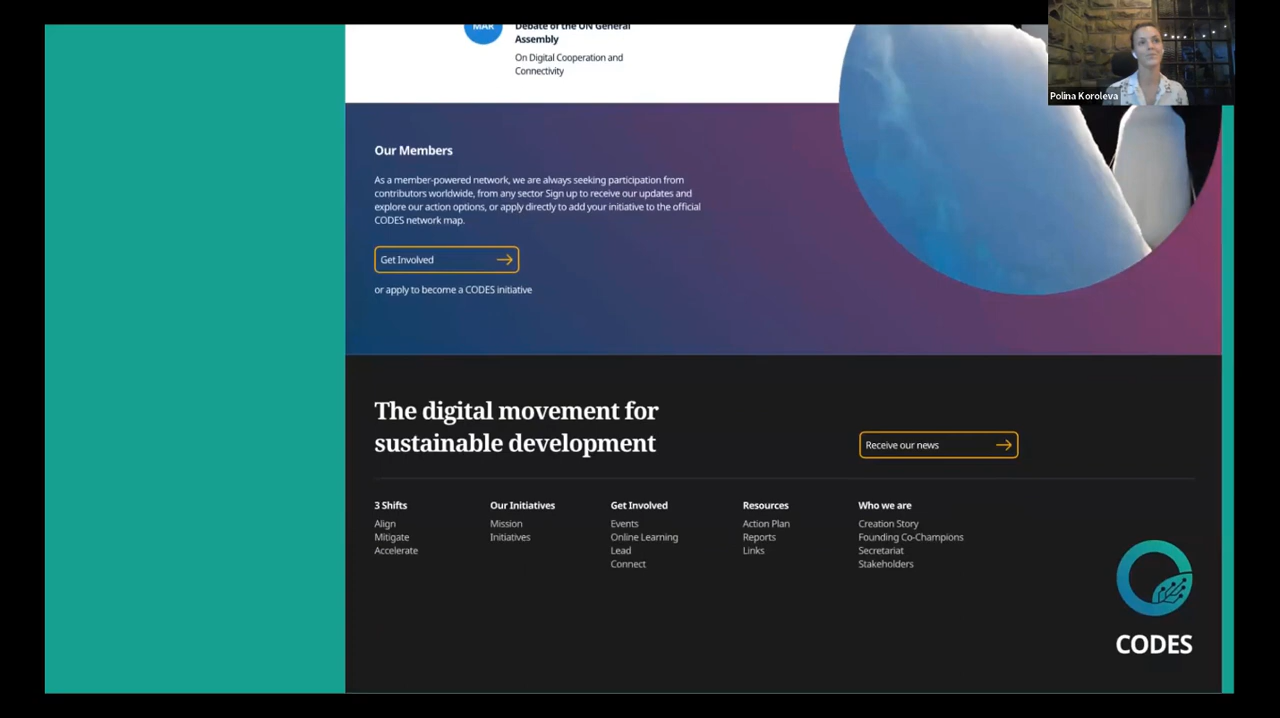 MAR
Debate of the UN General
Assembly
On Digital Cooperation and
Connectivity
Polina Koroleva
Our Members
As a member-powered network, we are always seeking participation from
contributors worldwide, from any sector Sign up to receive our updates and
explore our action options, or apply directly to add your initiative to the official
CODES network map.
Get Involved
or apply to become a CODES initiative
The digital movement for
sustainable development
Receive our news
3 Shifts
Align
Mitigate
Accelerate
Our Initiatives
Mission
Initiatives
Get Involved
Events
Online Learning
Lead
Connect
Resources
Action Plan
Reports
Links
Who we are
Creation Story
Founding Co-Champions
Secretariat
Stakeholders
CODES